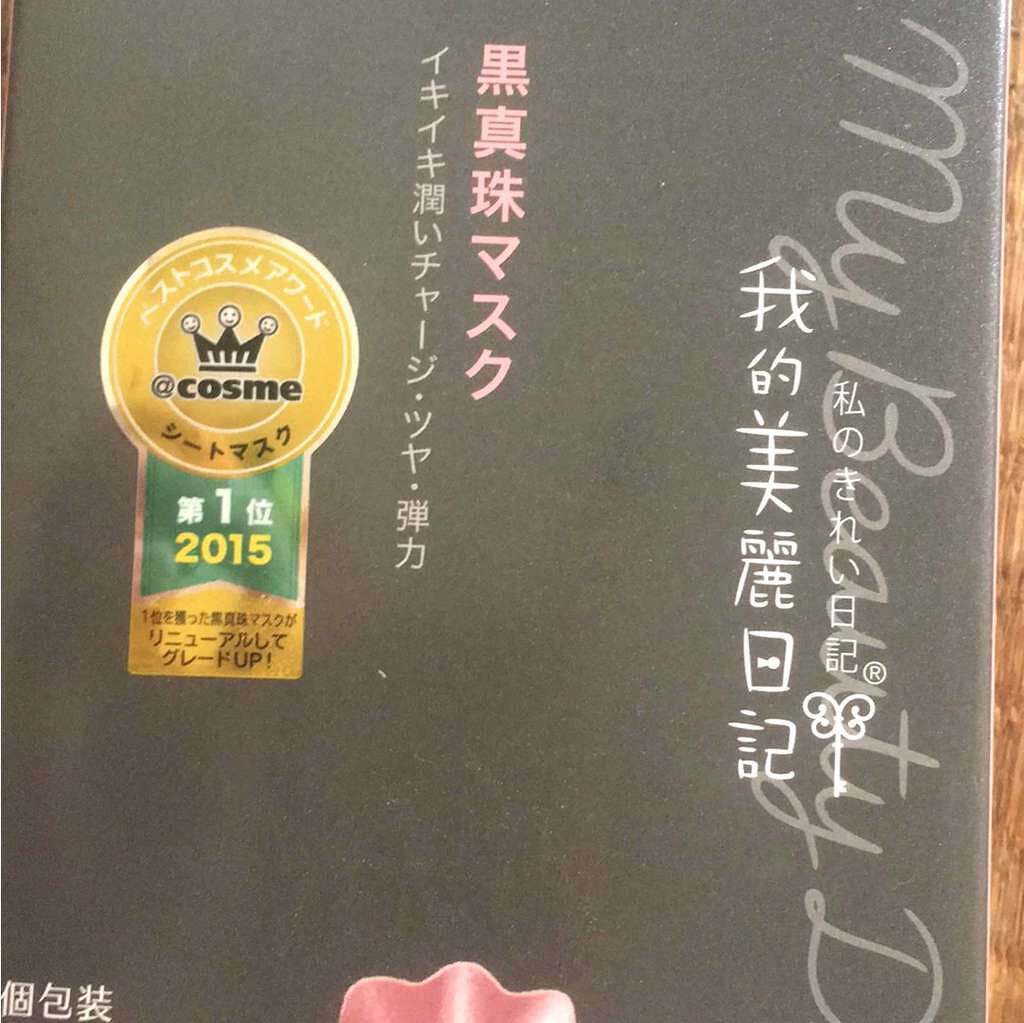 My Beauty D
私のきれい日記®
我的美麗日記
黒真珠マスク
イキイキ潤いチャージ・ツヤ・弾力
ベストコスメアワード
@cosme
シートマスク
第1位
2015
1位を獲った黒真珠マスクが
リニューアルして
グレードUP!
個包装